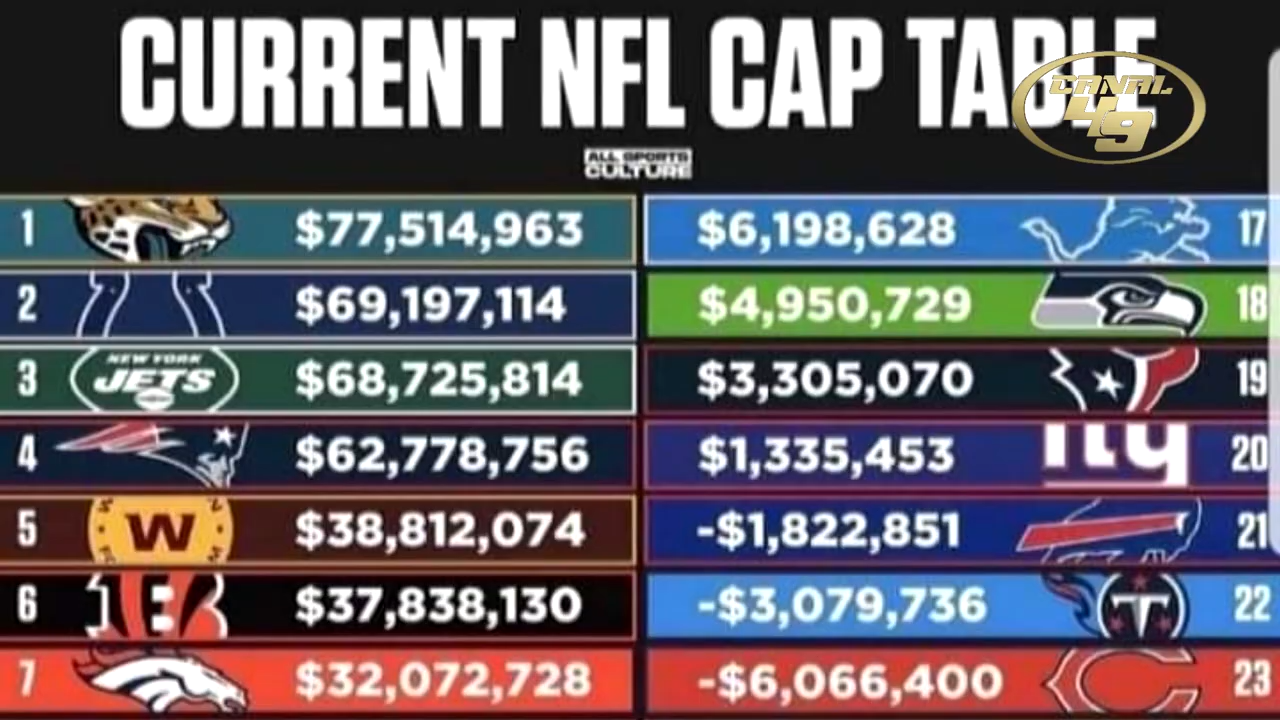 CURRENT NFL CAP TABLE
CANAL
49
ALL SPORTS
CULTURE
1 $77,514,963 $6,198,628 17
2 $69,197,114 $4,950,729 18
3 NEW YORK JETS $68,725,814 $3,305,070 19
4 $62,778,756 $1,335,453 ny 20
5 W $38,812,074 -$1,822,851 21
6 B $37,838,130 -$3,079,736 T 22
7 $32,072,728 -$6,066,400 C 23